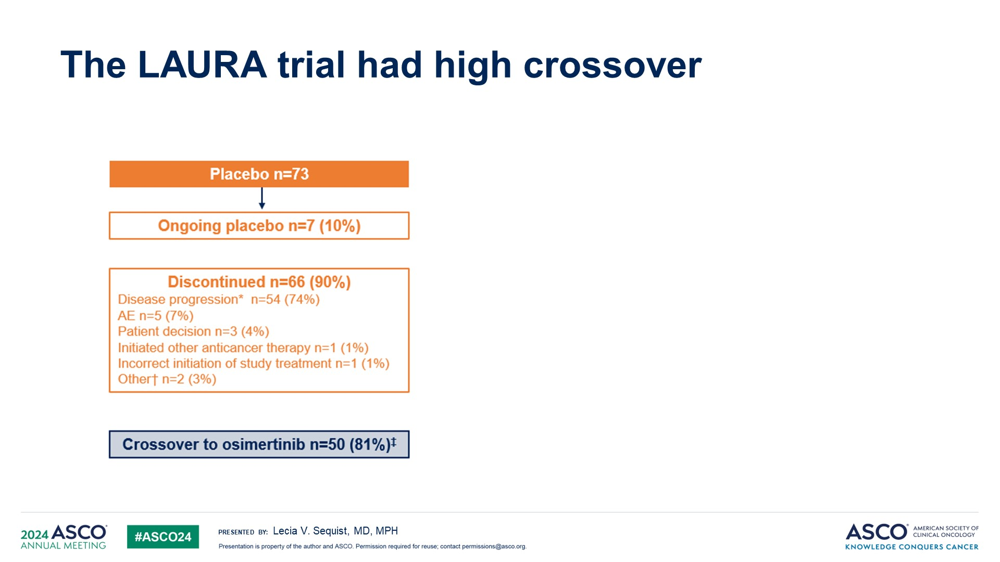 The LAURA trial had high crossover
Placebo n=73
Ongoing placebo n=7 (10%)
Discontinued n=66 (90%)
Disease progression*  n=54 (74%)
AE n=5 (7%)
Patient decision n=3 (4%)
Initiated other anticancer therapy n=1 (1%)
Incorrect initiation of study treatment n=1 (1%)
Other† n=2 (3%)
Crossover to osimertinib n=50 (81%)‡
2024 ASCO®
ANNUAL MEETING
#ASCO24
PRESENTED BY: Lecia V. Sequist, MD, MPH
Presentation is property of the author and ASCO. Permission required for reuse; contact permissions@asco.org.
ASCO® AMERICAN SOCIETY OF
CLINICAL ONCOLOGY
KNOWLEDGE CONQUERS CANCER